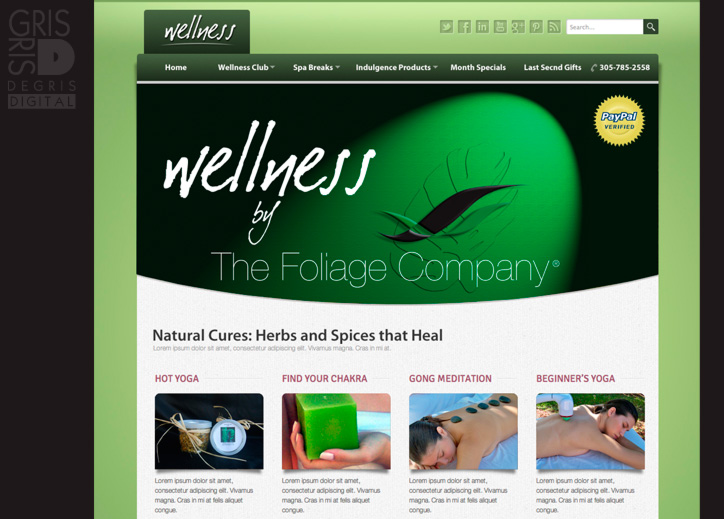 GRIS
GRIS
D
DEGRIS
DIGITAL
wellness
Search...
Home
Wellness Club
Spa Breaks
Indulgence Products
Month Specials
Last Secnd Gifts
305-785-2558
PayPal
VERIFIED
wellness
by
The Foliage Company®
Natural Cures: Herbs and Spices that Heal
Lorem ipsum dolor sit amet, consectetur adipiscing elit. Vivamus magna. Cras in mi at.
HOT YOGA
Lorem ipsum dolor sit amet,
consectetur adipiscing elit. Vivamus
magna. Cras in mi at felis aliquet
congue.
FIND YOUR CHAKRA
Lorem ipsum dolor sit amet,
consectetur adipiscing elit. Vivamus
magna. Cras in mi at felis aliquet
congue.
GONG MEDITATION
Lorem ipsum dolor sit amet,
consectetur adipiscing elit. Vivamus
magna. Cras in mi at felis aliquet
congue.
BEGINNER'S YOGA
Lorem ipsum dolor sit amet,
consectetur adipiscing elit. Vivamus
magna. Cras in mi at felis aliquet
congue.